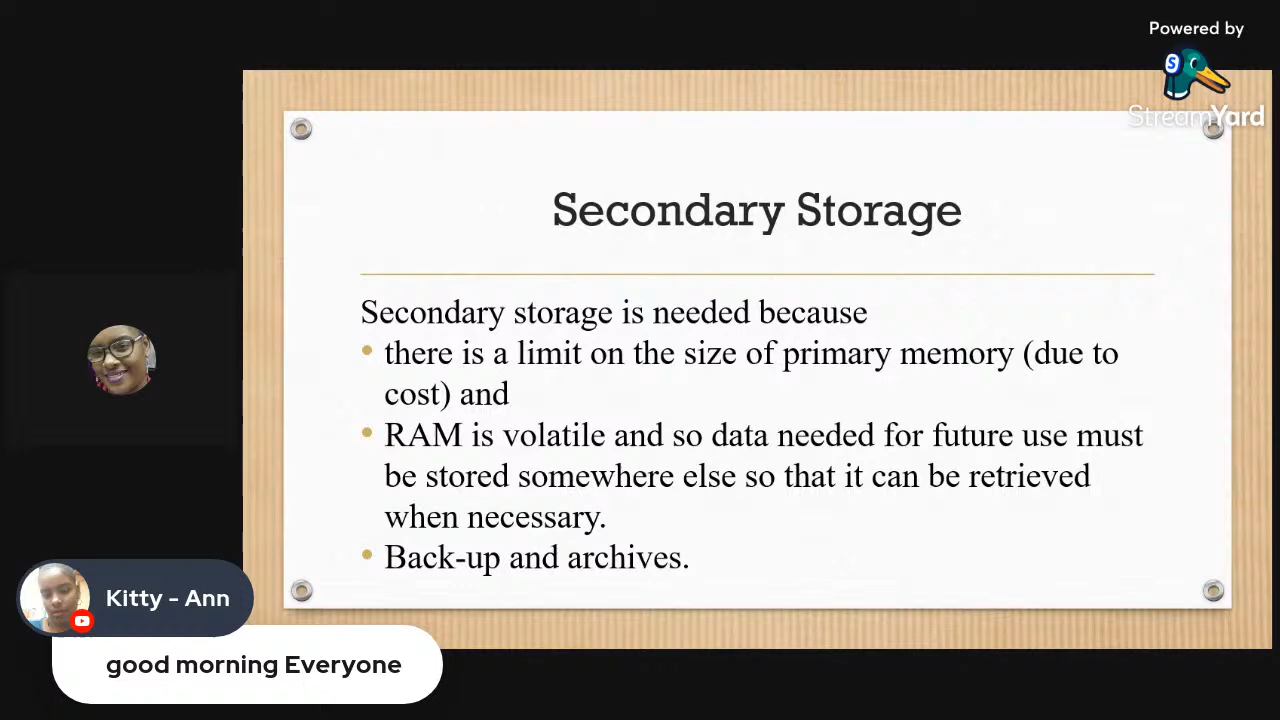 Powered by
S
StreamYard
Secondary Storage
Secondary storage is needed because
• there is a limit on the size of primary memory (due to
cost) and
• RAM is volatile and so data needed for future use must
be stored somewhere else so that it can be retrieved
when necessary.
• Back-up and archives.
Kitty - Ann
good morning Everyone